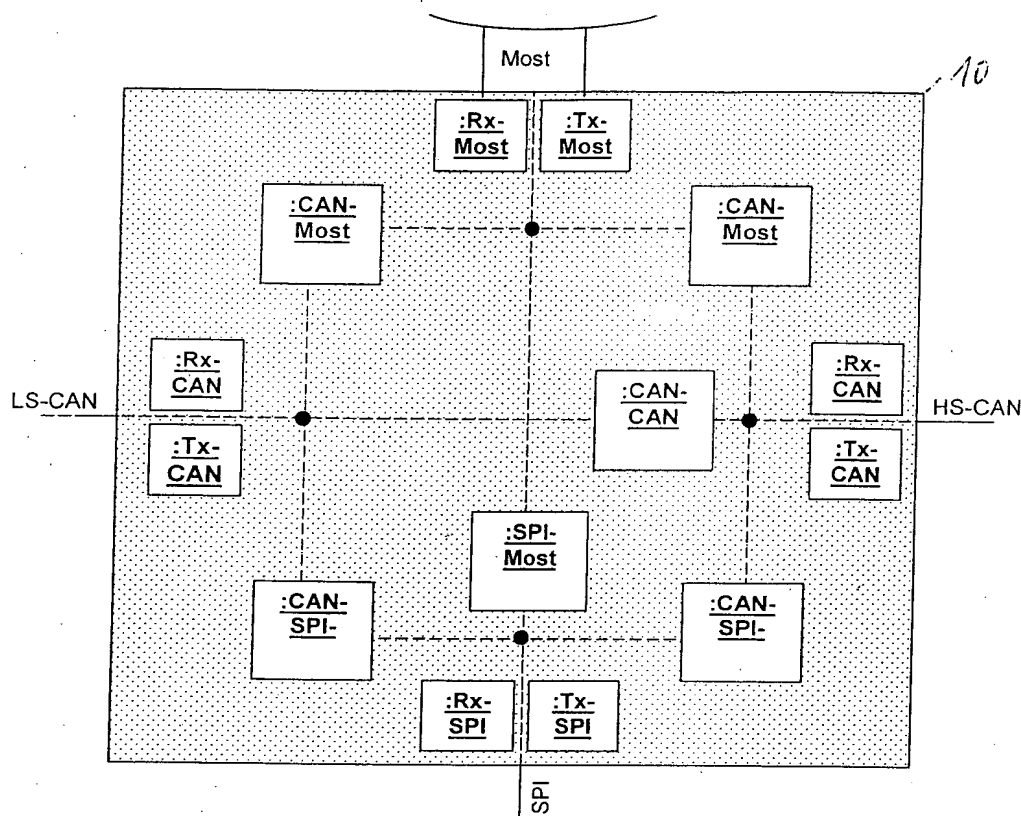 Most
10
:Rx-
Most
:Tx-
Most
:CAN-
Most
:CAN-
Most
:Rx-
CAN
:Rx-
CAN
LS-CAN
:CAN-
CAN
HS-CAN
:Tx-
CAN
:Tx-
CAN
:SPI-
Most
:CAN-
SPI-
:CAN-
SPI-
:Rx-
SPI
:Tx-
SPI
SPI